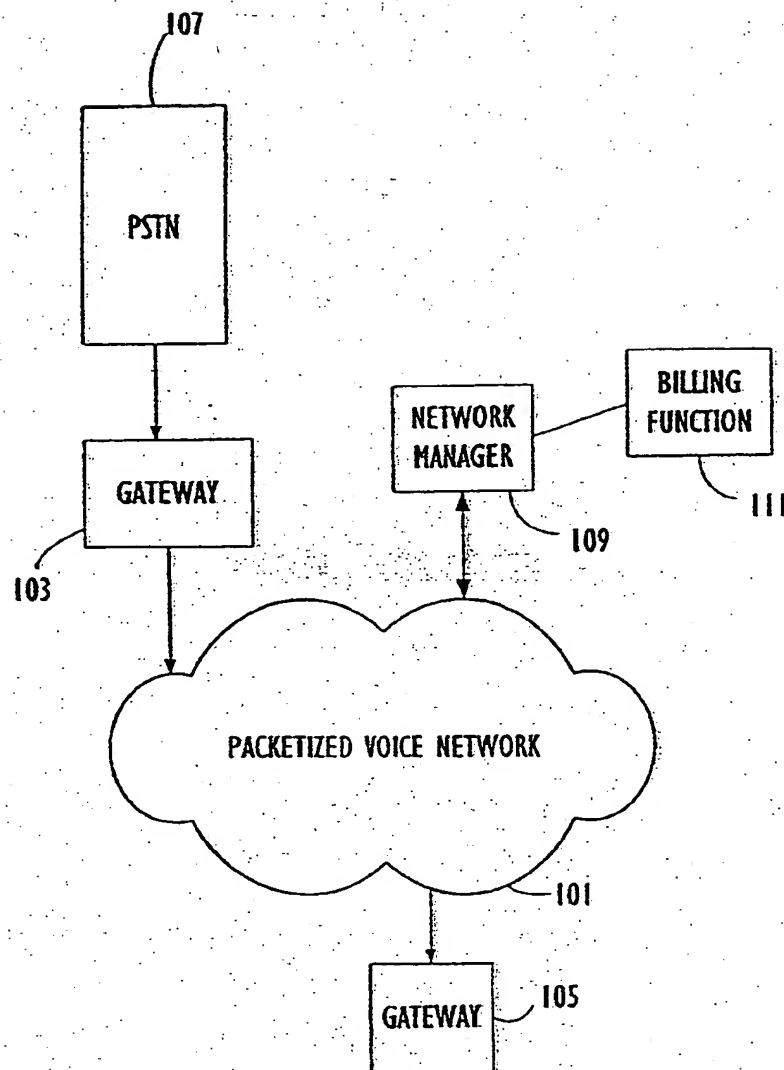 107
PSTN
BILLING
FUNCTION
NETWORK
MANAGER
GATEWAY
111
109
103
PACKETIZED VOICE NETWORK
101
105
GATEWAY